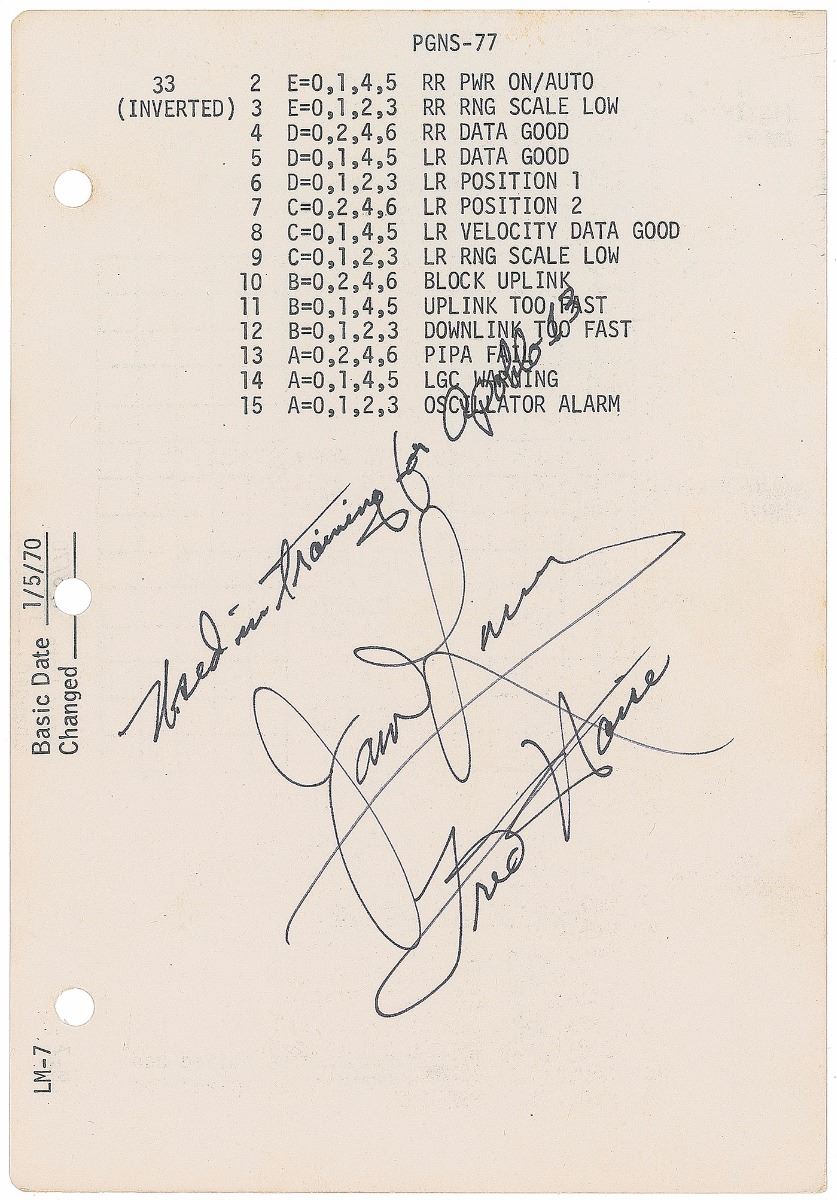 PGNS-77
33 2 E=0,1,4,5 RR PWR ON/AUTO
(INVERTED) 3 E=0,1,2,3 RR RNG SCALE LOW
4 D=0,2,4,6 RR DATA GOOD
5 D=0,1,4,5 LR DATA GOOD
6 D=0,1,2,3 LR POSITION 1
7 C=0,2,4,6 LR POSITION 2
8 C=0,1,4,5 LR VELOCITY DATA GOOD
9 C=0,1,2,3 LR RNG SCALE LOW
10 B=0,2,4,6 BLOCK UPLINK
11 B=0,1,4,5 UPLINK TOO FAST
12 B=0,1,2,3 DOWNLINK TOO FAST
13 A=0,2,4,6 PIPA FAIL
14 A=0,1,4,5 LGC WARNING
15 A=0,1,2,3 OSCILLATOR ALARM
Used in training for Apollo 13
James Lovell
Fred Haise
Basic Date 1/5/70
Changed
LM-7